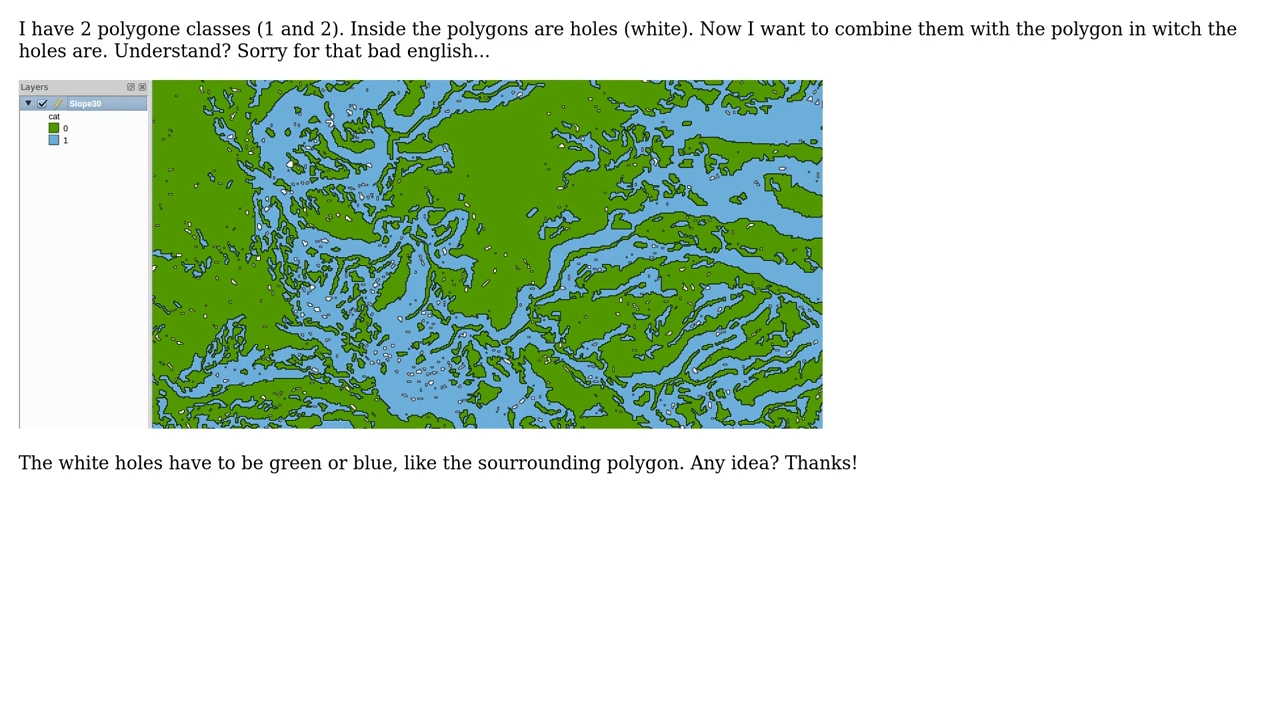 I have 2 polygone classes (1 and 2). Inside the polygons are holes (white). Now I want to combine them with the polygon in witch the
holes are. Understand? Sorry for that bad english...
Layers
Slope30
cat
0
1
The white holes have to be green or blue, like the sourrounding polygon. Any idea? Thanks!